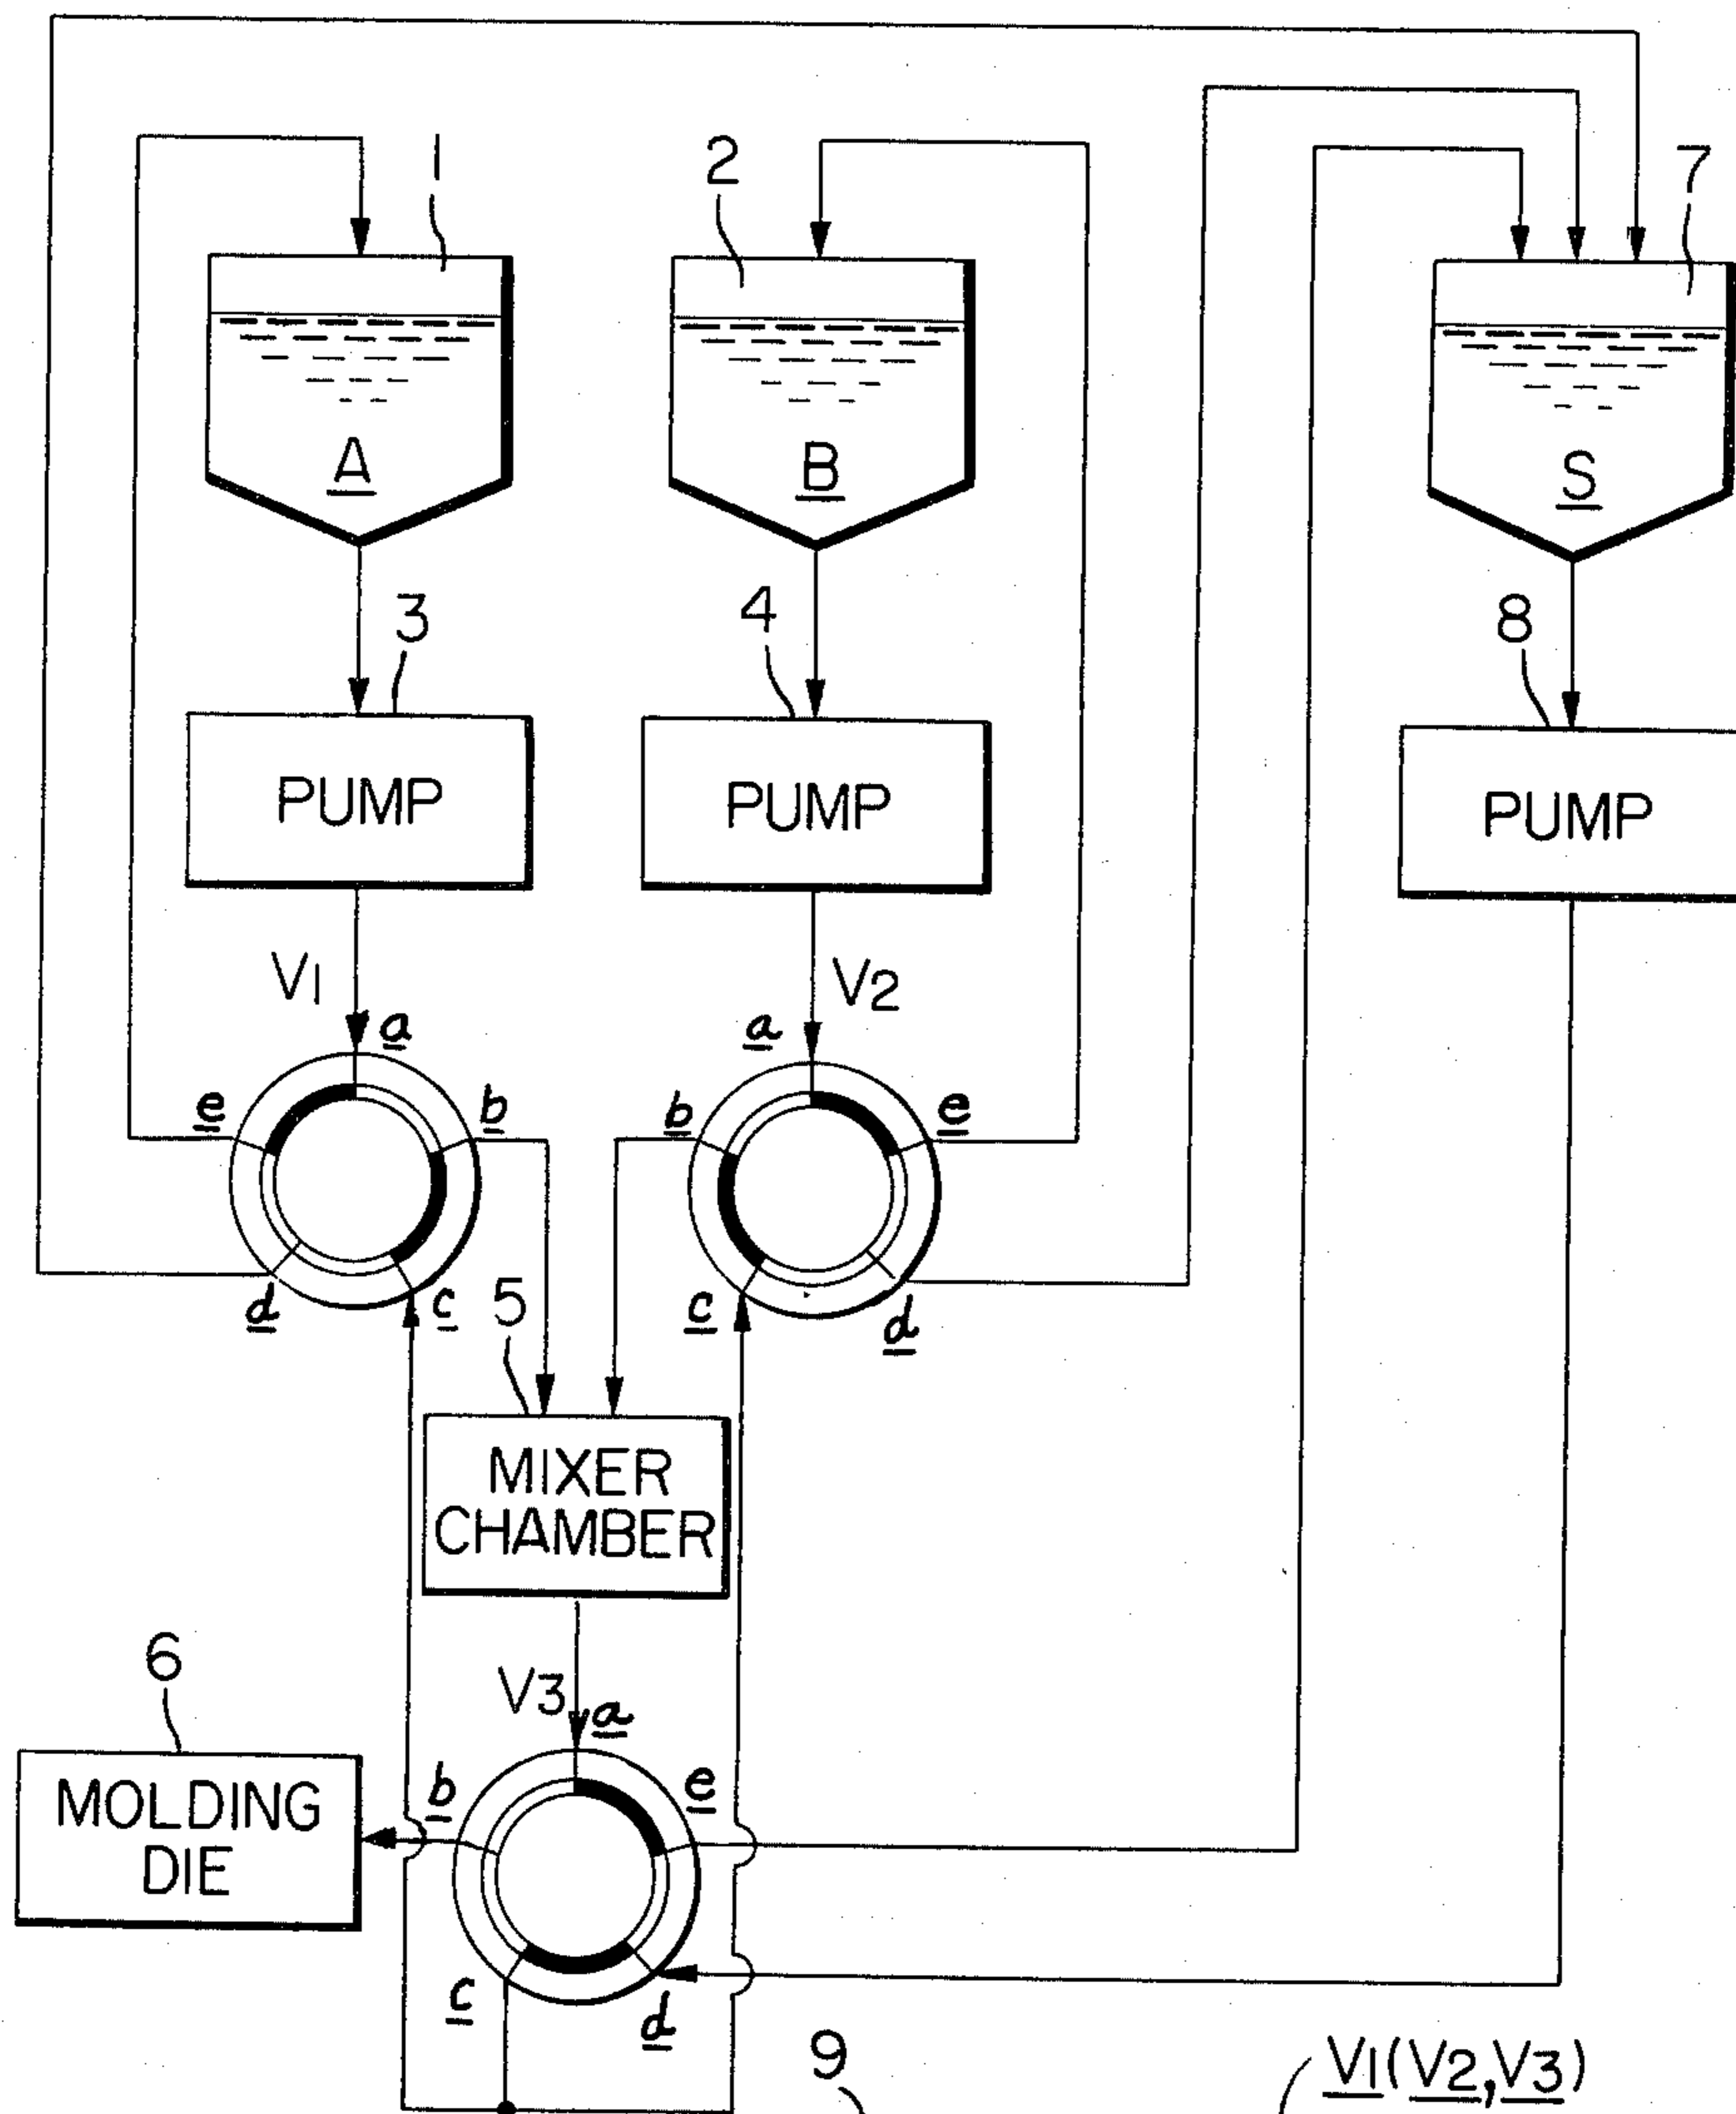 1
2
7
A
B
S
3
4
8
PUMP
PUMP
PUMP
V1
V2
a
a
e
b
b
e
d
c
c
d
5
MIXER
CHAMBER
6
V3
a
MOLDING
DIE
b
e
c
d
9
V1(V2,V3)